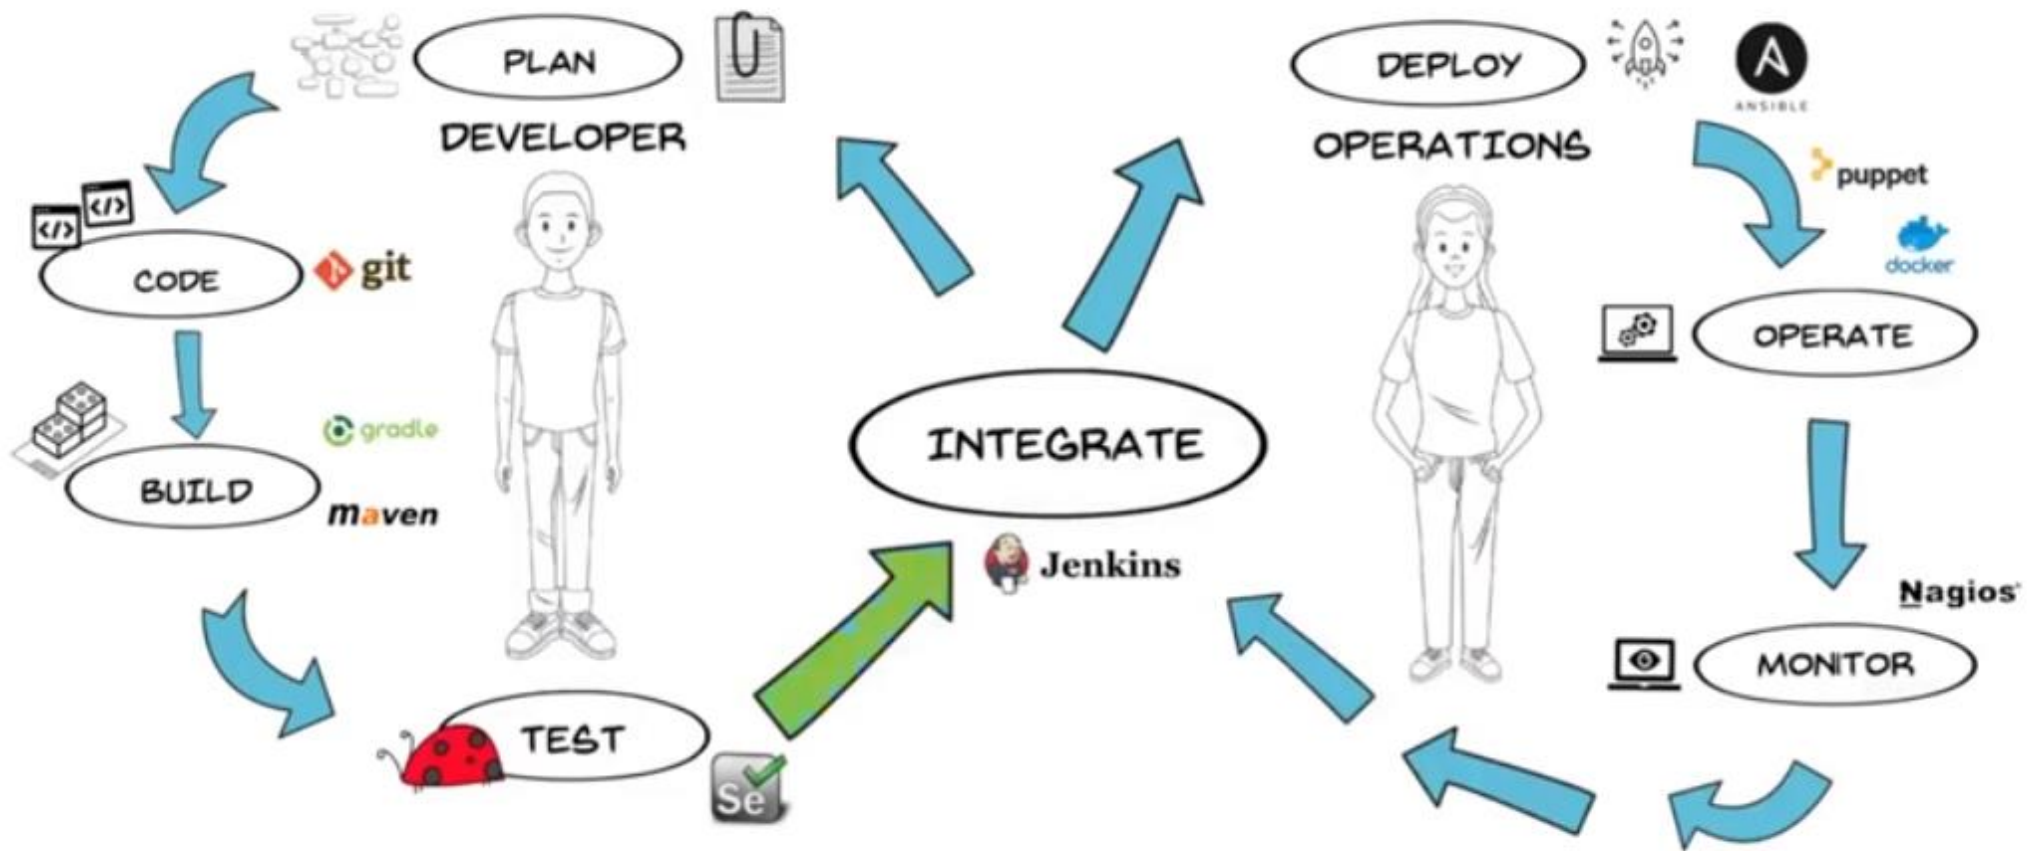 PLAN
DEVELOPER
</>
</>
CODE
git
gradle
BUILD
maven
TEST
Se
INTEGRATE
Jenkins
DEPLOY
ANSIBLE
OPERATIONS
puppet
docker
OPERATE
Nagios
MONITOR